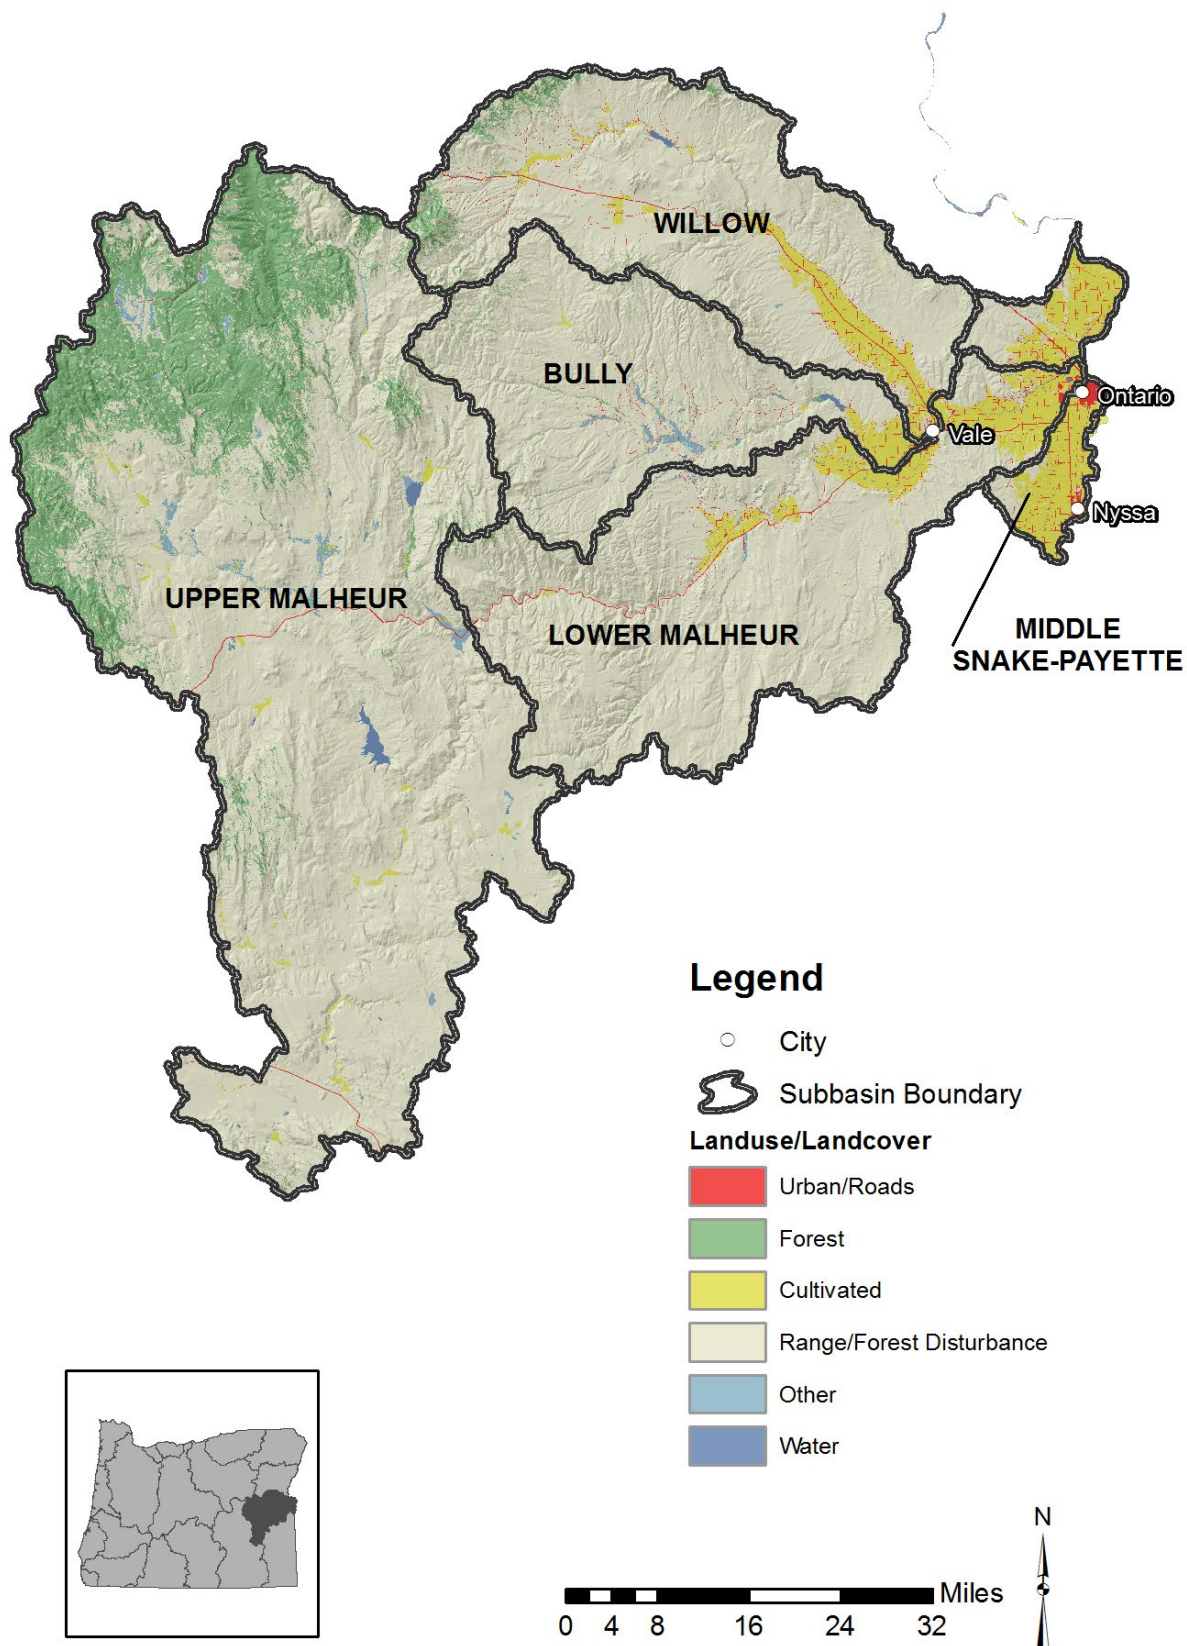 WILLOW
BULLY
Ontario
Vale
Nyssa
UPPER MALHEUR
LOWER MALHEUR
MIDDLE
SNAKE-PAYETTE
Legend
City
Subbasin Boundary
Landuse/Landcover
Urban/Roads
Forest
Cultivated
Range/Forest Disturbance
Other
Water
N
Miles
0 4 8 16 24 32